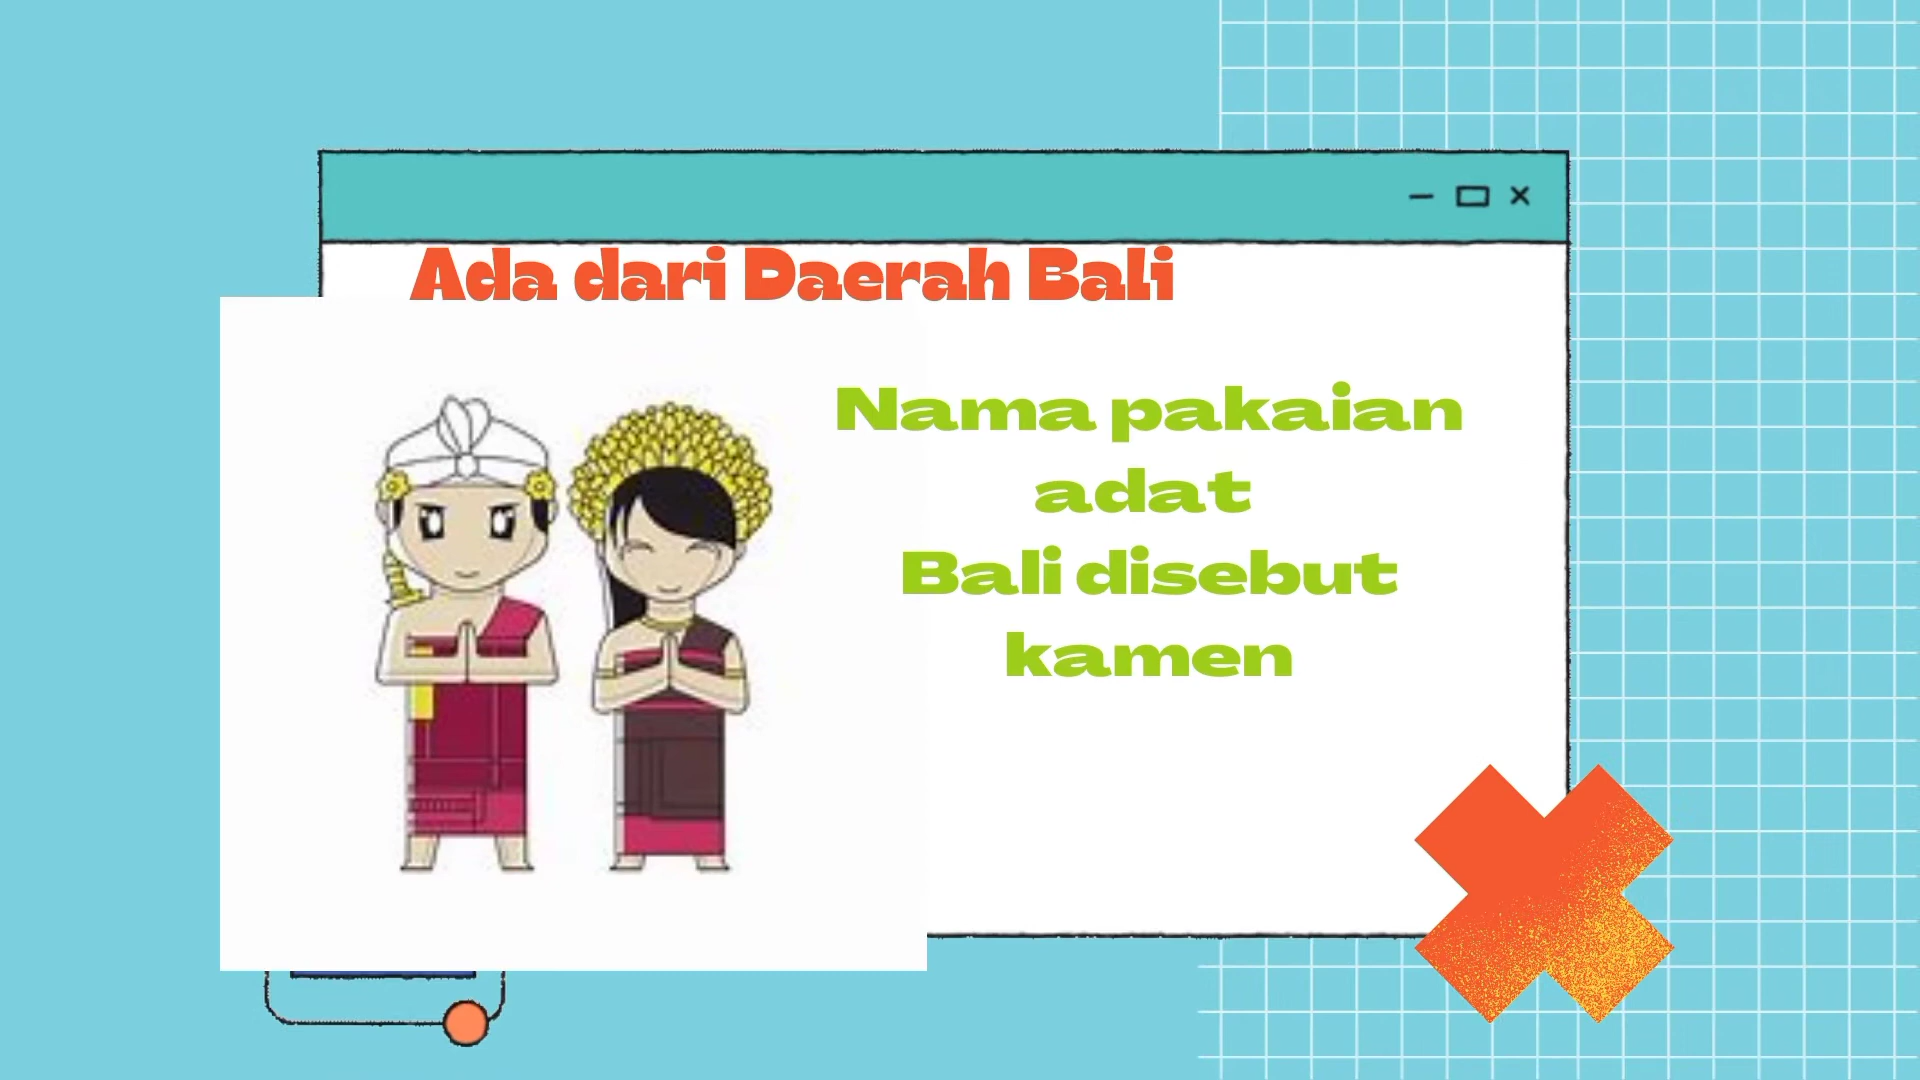 Ada dari Daerah Bali
Nama pakaian
adat
Bali disebut
kamen